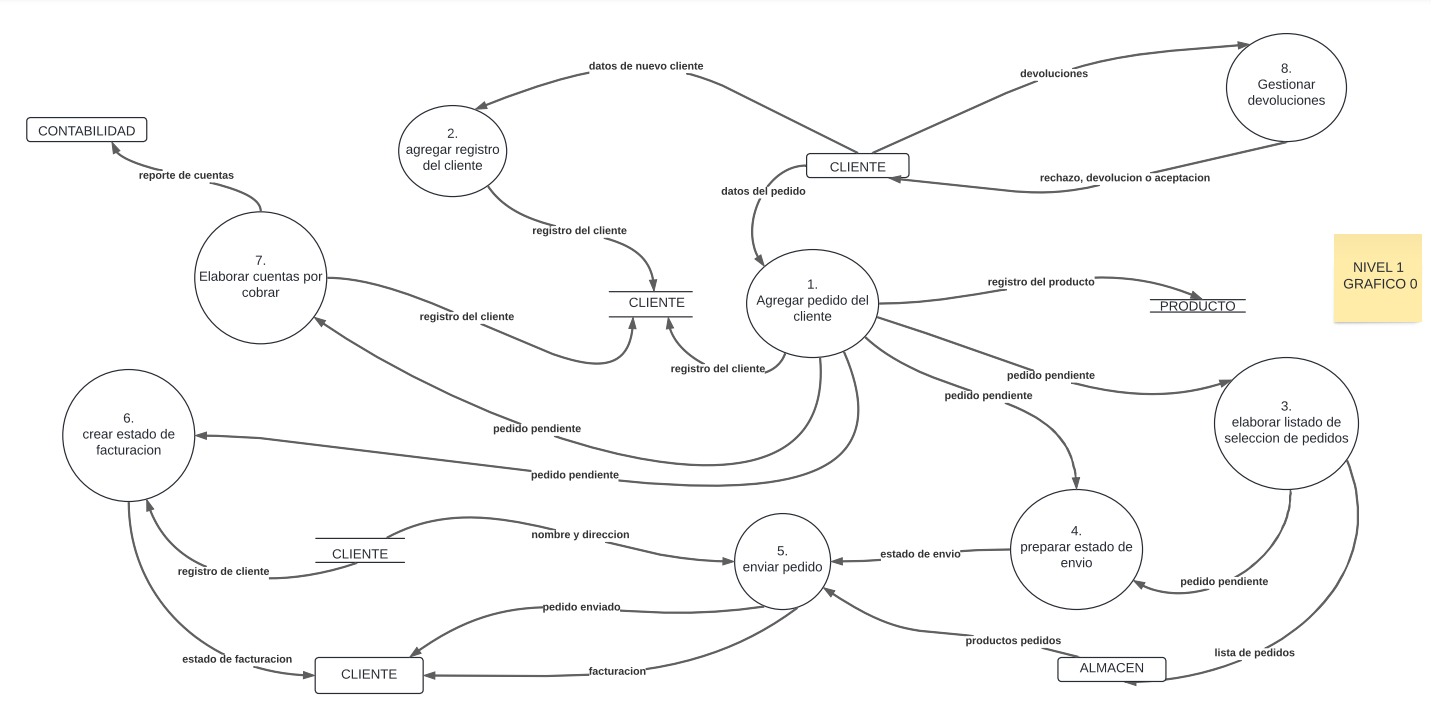 datos de nuevo cliente
devoluciones
8.
Gestionar
devoluciones
CONTABILIDAD
2.
agregar registro
del cliente
CLIENTE
reporte de cuentas
rechazo, devolucion o aceptacion
datos del pedido
registro del cliente
7.
Elaborar cuentas por
cobrar
NIVEL 1
GRAFICO 0
1.
Agregar pedido del
cliente
registro del producto
CLIENTE
PRODUCTO
registro del cliente
registro del cliente
pedido pendiente
pedido pendiente
3.
elaborar listado de
seleccion de pedidos
6.
crear estado de
facturacion
pedido pendiente
pedido pendiente
nombre y direccion
4.
preparar estado de
envio
CLIENTE
5.
enviar pedido
estado de envio
registro de cliente
pedido pendiente
pedido enviado
productos pedidos
lista de pedidos
estado de facturacion
CLIENTE
facturacion
ALMACEN